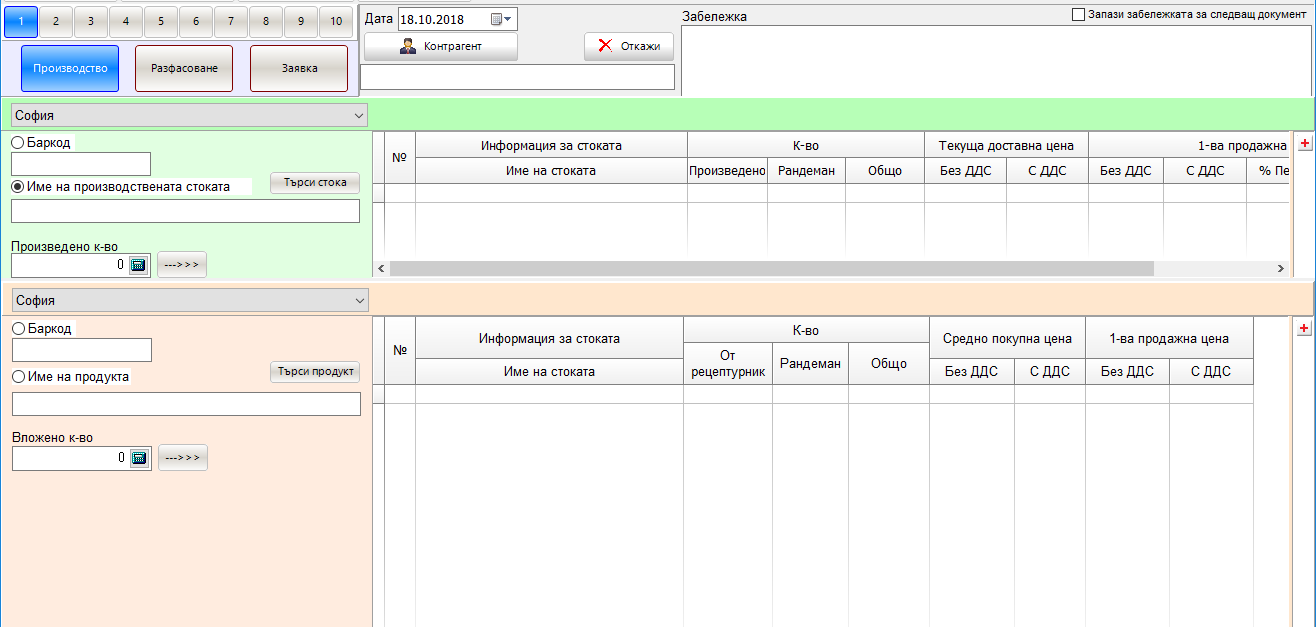 1 2 3 4 5 6 7 8 9 10
Производство Разфасоване Заявка
Дата 18.10.2018
Контрагент Откажи
Забележка
Запази забележката за следващ документ
София
Баркод
Име на производствената стоката
Търси стока
Произведено к-во
0 --->>>
№ Информация за стоката К-во Текуща доставна цена 1-ва продажна
Име на стоката Произведено Рандеман Общо Без ДДС С ДДС Без ДДС С ДДС % Пе
София
Баркод
Име на продукта
Търси продукт
Вложено к-во
0 --->>>
№ Информация за стоката К-во Средно покупна цена 1-ва продажна цена
Име на стоката От рецептурник Рандеман Общо Без ДДС С ДДС Без ДДС С ДДС